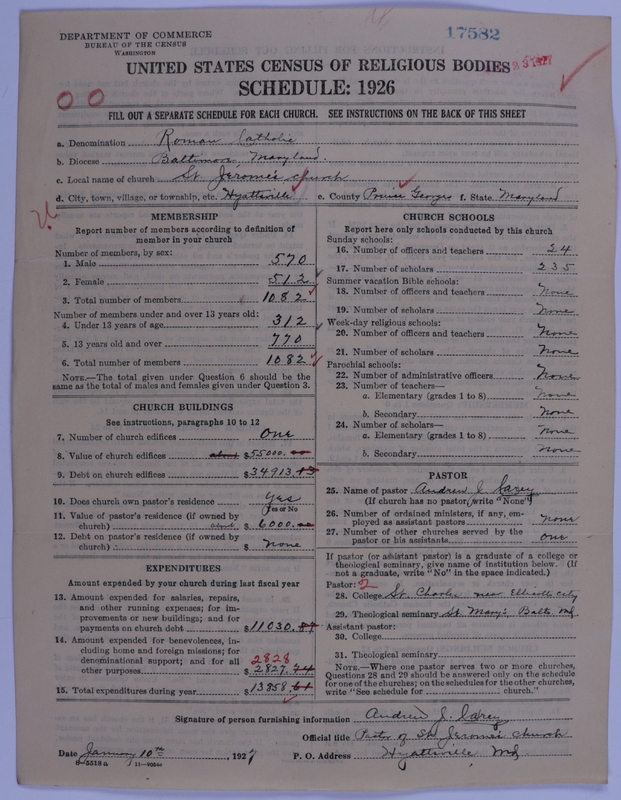 DEPARTMENT OF COMMERCE
BUREAU OF THE CENSUS
WASHINGTON
17582
UNITED STATES CENSUS OF RELIGIOUS BODIES
SCHEDULE: 1926
FILL OUT A SEPARATE SCHEDULE FOR EACH CHURCH. SEE INSTRUCTIONS ON THE BACK OF THIS SHEET
a. Denomination Roman Catholic
b. Diocese Baltimore, Maryland.
c. Local name of church St. Jerome's church
d. City, town, village, or township, etc. Hyattsville e. County Prince Georges f. State Maryland
MEMBERSHIP
Report number of members according to definition of
member in your church
Number of members, by sex:
1. Male 570
2. Female 512
3. Total number of members 1082
Number of members under and over 13 years old:
4. Under 13 years of age 312
5. 13 years old and over 770
6. Total number of members 1082
NOTE.—The total given under Question 6 should be the
same as the total of males and females given under Question 3.
CHURCH BUILDINGS
See instructions, paragraphs 10 to 12
7. Number of church edifices One
8. Value of church edifices about $55000.00
9. Debt on church edifices $34913.13
10. Does church own pastor's residence Yes
Yes or No
11. Value of pastor's residence (if owned by
church) about $6000.00
12. Debt on pastor's residence (if owned by
church) $ none
EXPENDITURES
Amount expended by your church during last fiscal year
13. Amount expended for salaries, repairs,
and other running expenses; for im-
provements or new buildings; and for
payments on church debt $11030.87
14. Amount expended for benevolences, in-
cluding home and foreign missions; for
denominational support; and for all 2828
other purposes $2827.74
15. Total expenditures during year $13858.61
CHURCH SCHOOLS
Report here only schools conducted by this church
Sunday schools:
16. Number of officers and teachers 24
17. Number of scholars 235
Summer vacation Bible schools:
18. Number of officers and teachers None
19. Number of scholars None
Week-day religious schools:
20. Number of officers and teachers None
21. Number of scholars None
Parochial schools:
22. Number of administrative officers None
23. Number of teachers—
a. Elementary (grades 1 to 8) None
b. Secondary None
24. Number of scholars—
a. Elementary (grades 1 to 8) None
b. Secondary None
PASTOR
25. Name of pastor Andrew J. Carey
(If church has no pastor, write "None")
26. Number of ordained ministers, if any, em-
ployed as assistant pastors none
27. Number of other churches served by the
pastor or his assistants one
If pastor (or assistant pastor) is a graduate of a college or
theological seminary, give name of institution below. (If
not a graduate, write "No" in the space indicated.)
Pastor: 2
28. College St. Charles near Ellicott City
29. Theological seminary St. Mary's Balto. Md
Assistant pastor:
30. College
31. Theological seminary
NOTE.—Where one pastor serves two or more churches,
Questions 28 and 29 should be answered only on the schedule
for one of the churches; on the schedules for the other churches,
write "See schedule for church."
Signature of person furnishing information Andrew J. Carey
Official title Pastor of St. Jerome's church
Date January 10th, 1927 P. O. Address Hyattsville Md
8-5518a